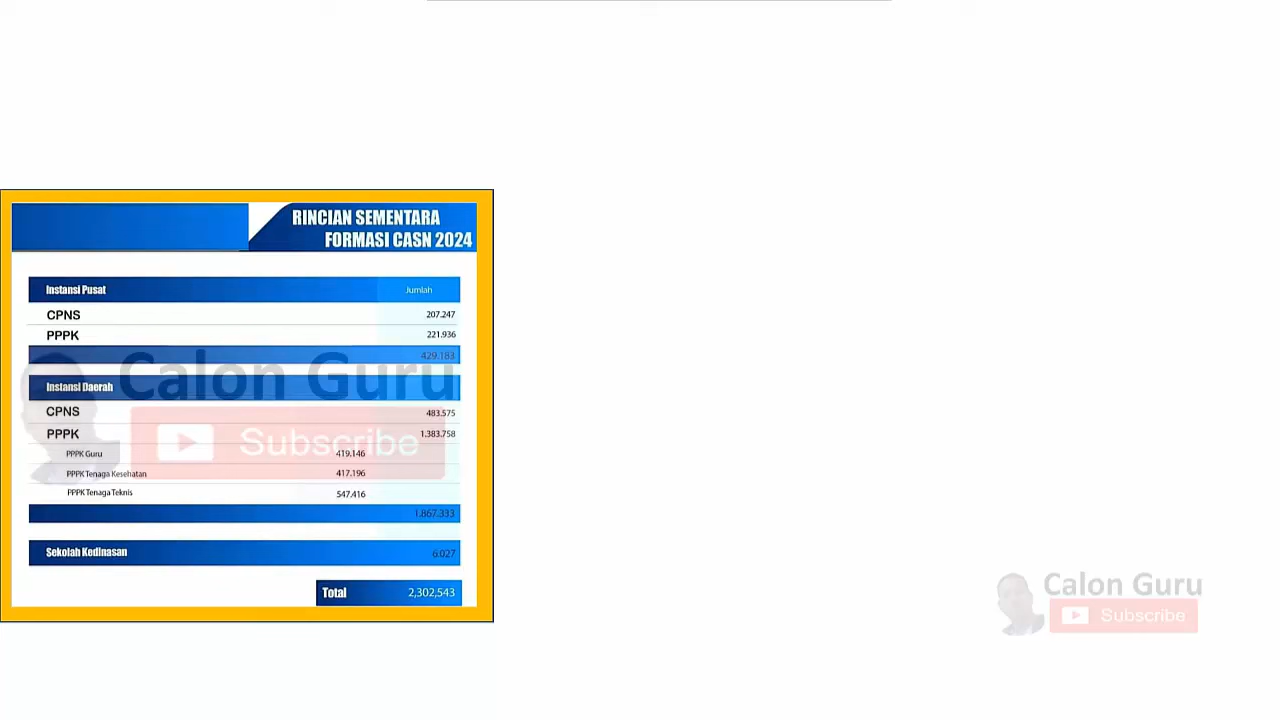 RINCIAN SEMENTARA
FORMASI CASN 2024
Instansi Pusat Jumlah
CPNS 207.247
PPPK 221.936
429.183
Instansi Daerah
CPNS 483.575
PPPK 1.383.758
PPPK Guru 419.146
PPPK Tenaga Kesehatan 417.196
PPPK Tenaga Teknis 547.416
1.867.333
Sekolah Kedinasan 6.027
Total 2,302,543
Calon Guru
Subscribe
Calon Guru
Subscribe